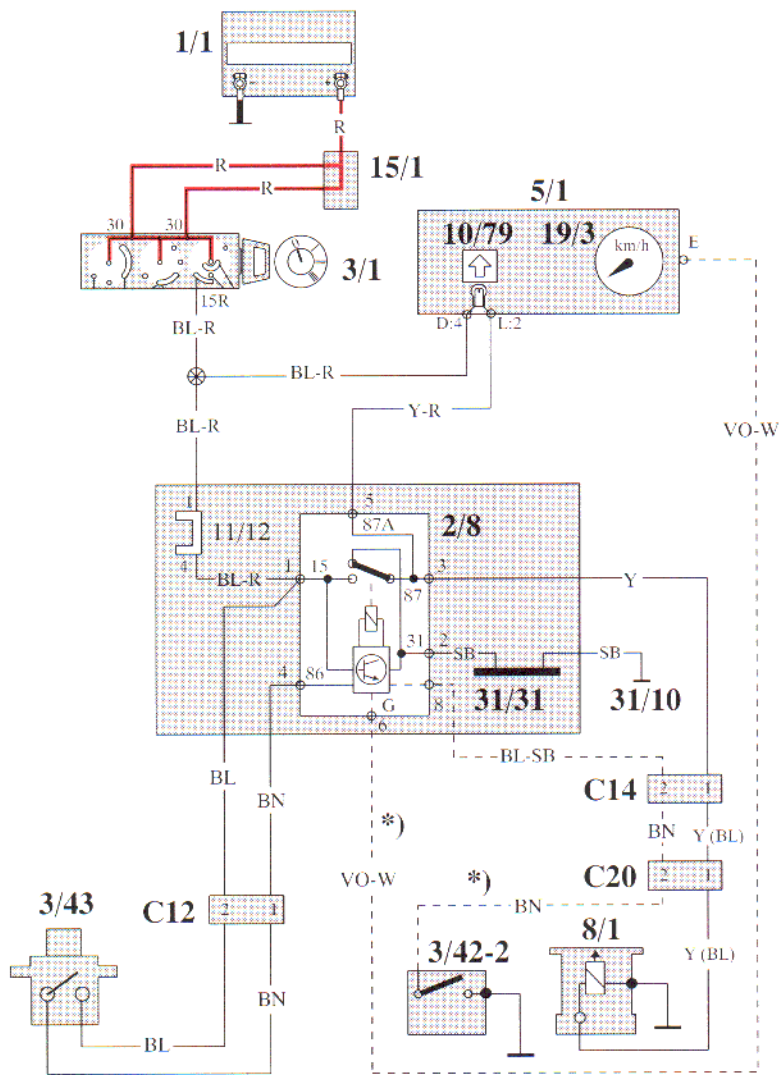 1/1
- +
R
R
15/1
R
5/1
30 30
10/79 19/3
E
km/h
3/1
15R
D:4 L:2
BL-R
BL-R
Y-R
BL-R
VO-W
1
5
11/12
87A
2/8
4
1
15
3
BL-R
87
Y
31
2
SB
SB
4
86
31/31
31/10
G
8
6
BL
BL-SB
BN
C14
2 1
*)
BN
Y (BL)
VO-W
*)
C20
2 1
3/43
C12
2 1
BN
8/1
3/42-2
Y (BL)
BN
BL